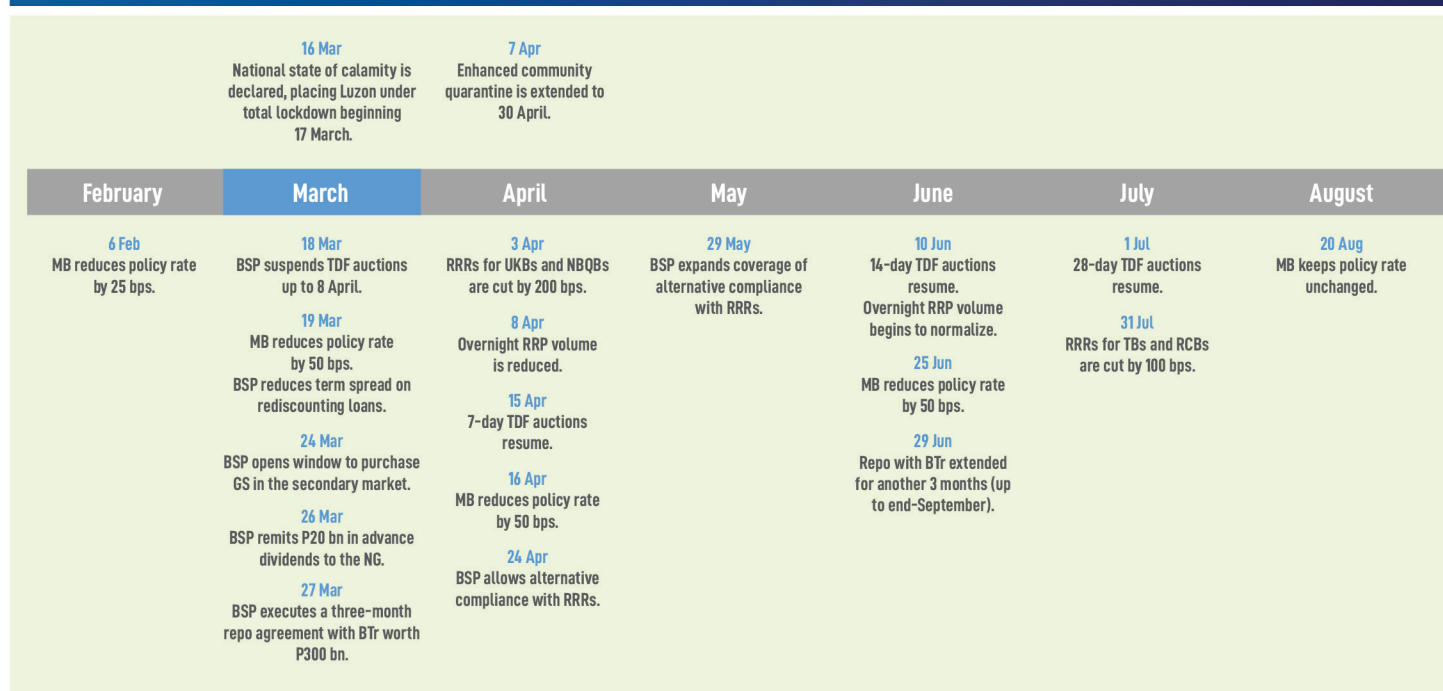 16 Mar
National state of calamity is
declared, placing Luzon under
total lockdown beginning
17 March.
7 Apr
Enhanced community
quarantine is extended to
30 April.
February
March
April
May
June
July
August
6 Feb
MB reduces policy rate
by 25 bps.
18 Mar
BSP suspends TDF auctions
up to 8 April.
19 Mar
MB reduces policy rate
by 50 bps.
BSP reduces term spread on
rediscounting loans.
24 Mar
BSP opens window to purchase
GS in the secondary market.
26 Mar
BSP remits P20 bn in advance
dividends to the NG.
27 Mar
BSP executes a three-month
repo agreement with BTr worth
P300 bn.
3 Apr
RRRs for UKBs and NBQBs
are cut by 200 bps.
8 Apr
Overnight RRP volume
is reduced.
15 Apr
7-day TDF auctions
resume.
16 Apr
MB reduces policy rate
by 50 bps.
24 Apr
BSP allows alternative
compliance with RRRs.
29 May
BSP expands coverage of
alternative compliance
with RRRs.
10 Jun
14-day TDF auctions
resume.
Overnight RRP volume
begins to normalize.
25 Jun
MB reduces policy rate
by 50 bps.
29 Jun
Repo with BTr extended
for another 3 months (up
to end-September).
1 Jul
28-day TDF auctions
resume.
31 Jul
RRRs for TBs and RCBs
are cut by 100 bps.
20 Aug
MB keeps policy rate
unchanged.